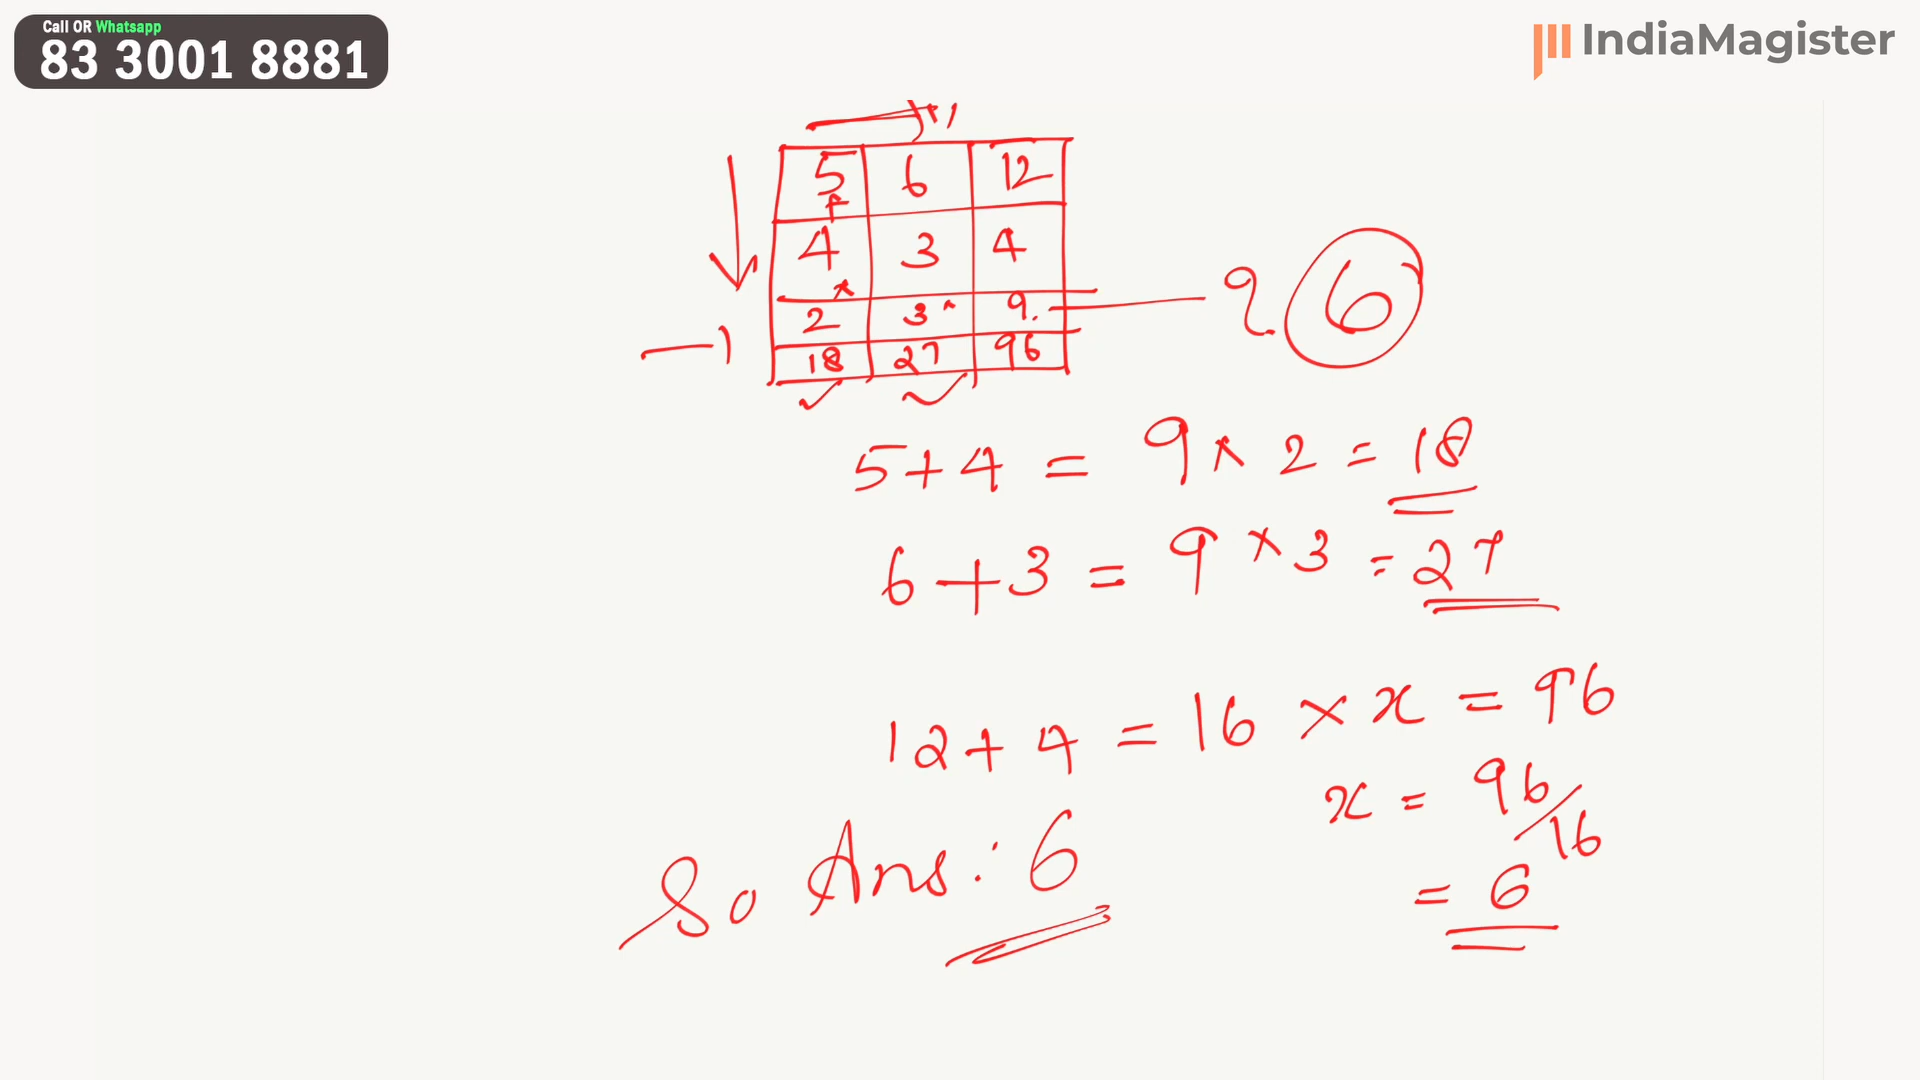 Call OR Whatsapp
83 3001 8881
IndiaMagister
+1
5 6 12
+
4 3 4
×
2 3 × ?
18 27 96
-1
? 6
5+4 = 9 × 2 = 18
6+3 = 9 × 3 = 27
12+4 = 16 × x = 96
x = 96/16
= 6
So Ans: 6